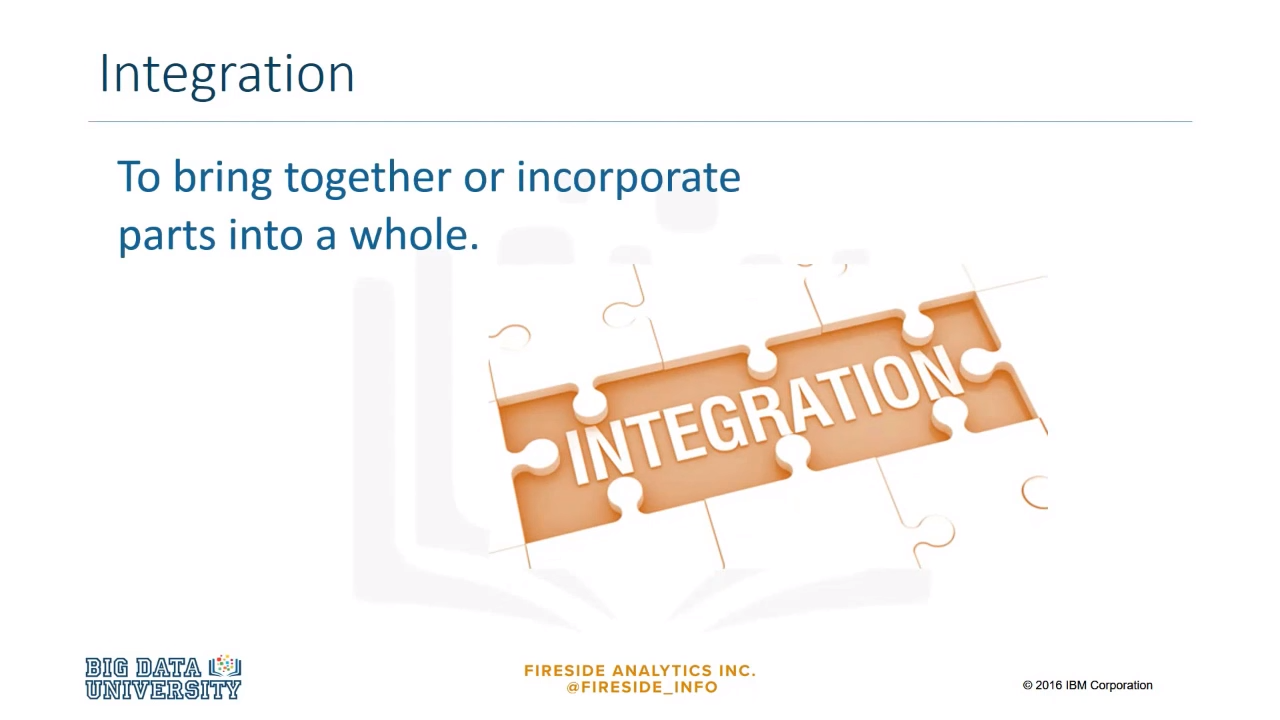 Integration
To bring together or incorporate
parts into a whole.
INTEGRATION
BIG DATA
UNIVERSITY
FIRESIDE ANALYTICS INC.
@FIRESIDE_INFO
© 2016 IBM Corporation